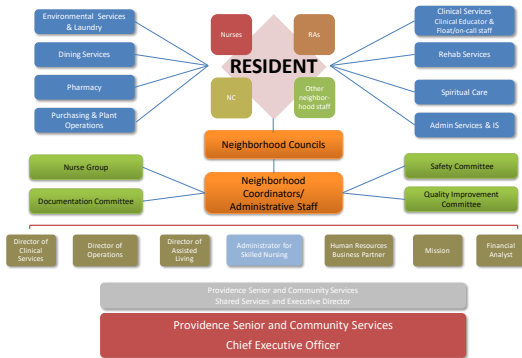 Environmental Services
& Laundry
Dining Services
Pharmacy
Purchasing & Plant
Operations
Nurses
RAs
RESIDENT
NC
Other
neighbor-
hood staff
Clinical Services
Clinical Educator &
Float/on-call staff
Rehab Services
Spiritual Care
Admin Services & IS
Neighborhood Councils
Nurse Group
Documentation Committee
Neighborhood
Coordinators/
Administrative Staff
Safety Committee
Quality Improvement
Committee
Director of
Clinical
Services
Director of
Operations
Director of
Assisted
Living
Administrator for
Skilled Nursing
Human Resources
Business Partner
Mission
Financial
Analyst
Providence Senior and Community Services
Shared Services and Executive Director
Providence Senior and Community Services
Chief Executive Officer